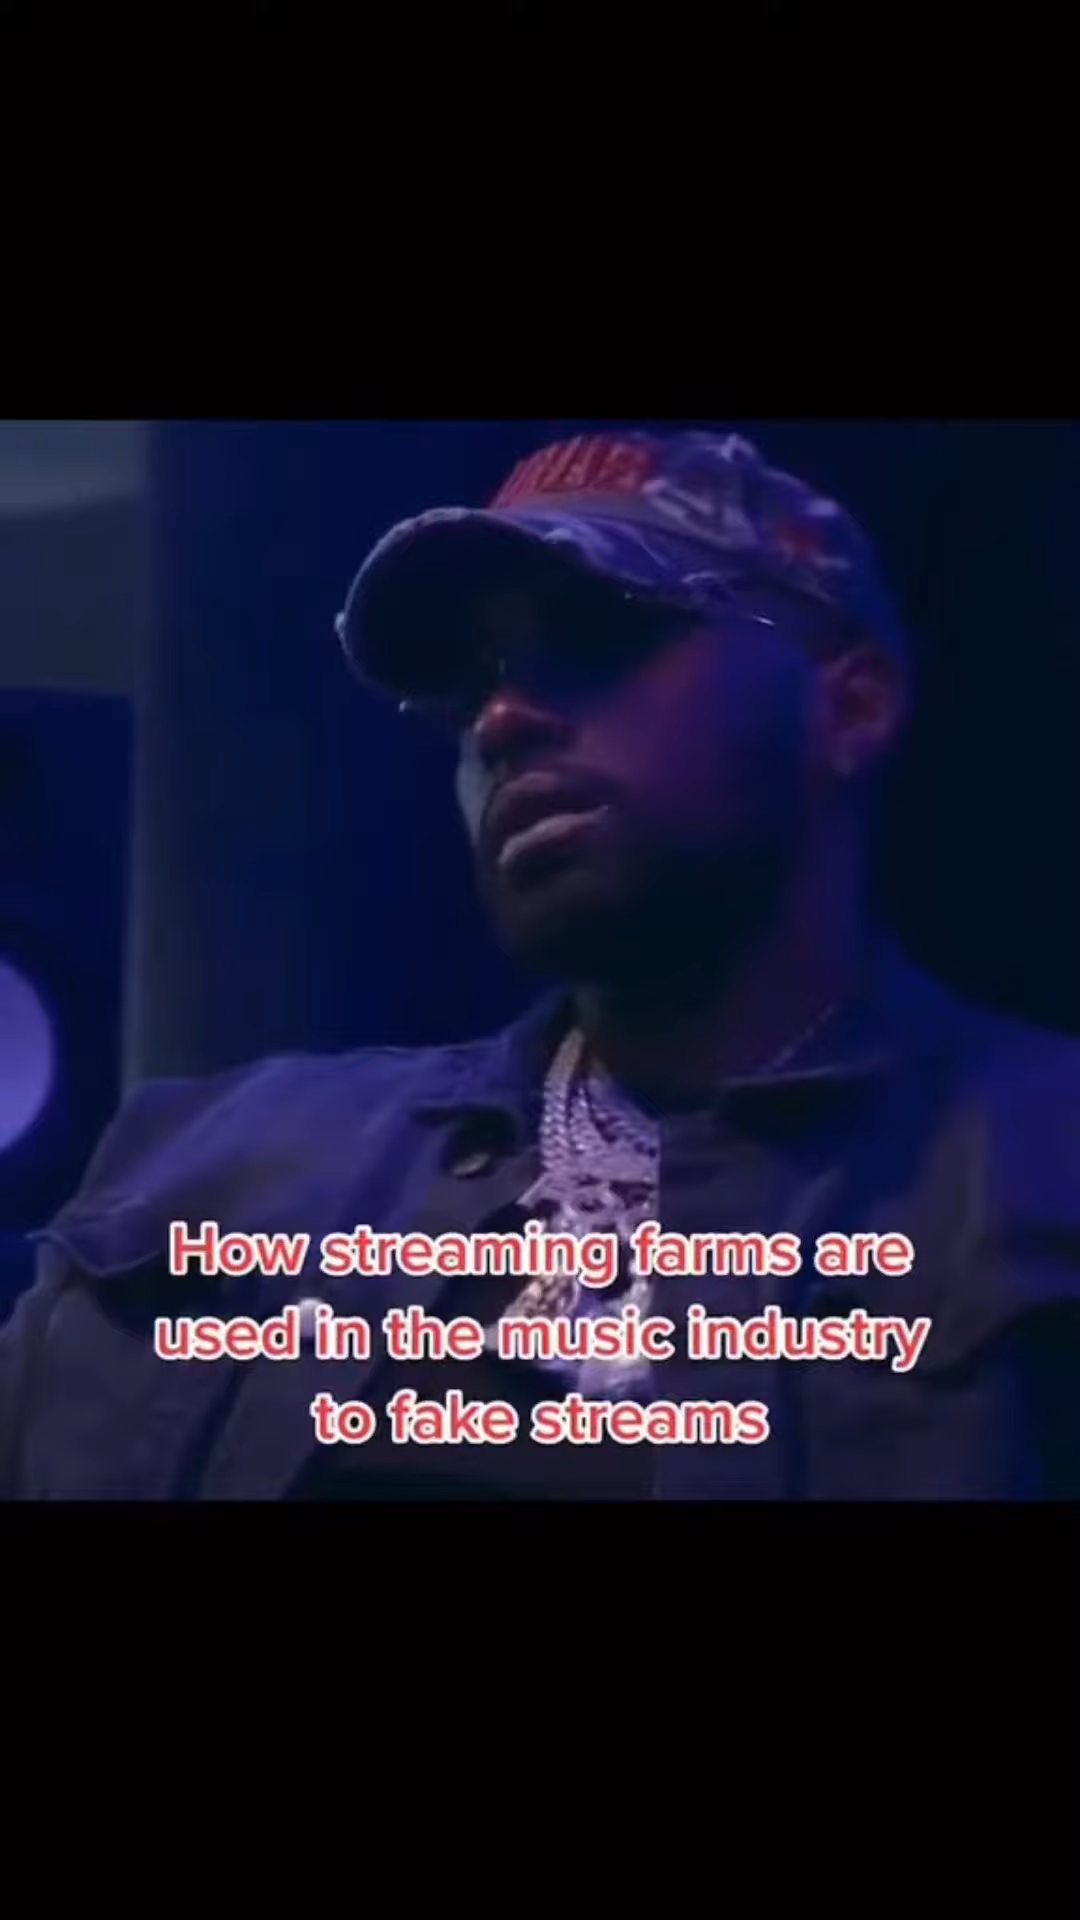 How streaming farms are
used in the music industry
to fake streams